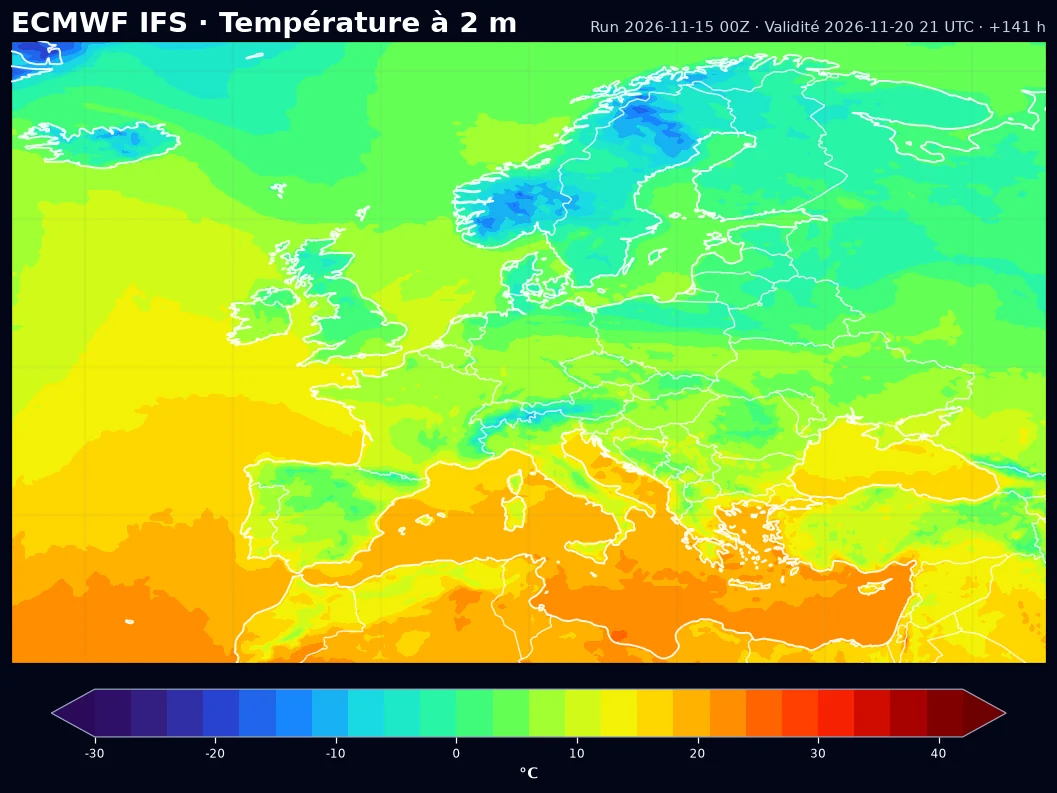 ECMWF IFS · Température à 2 m
Run 2026-11-15 00Z · Validité 2026-11-20 21 UTC · +141 h
-30 -20 -10 0 10 20 30 40
°C